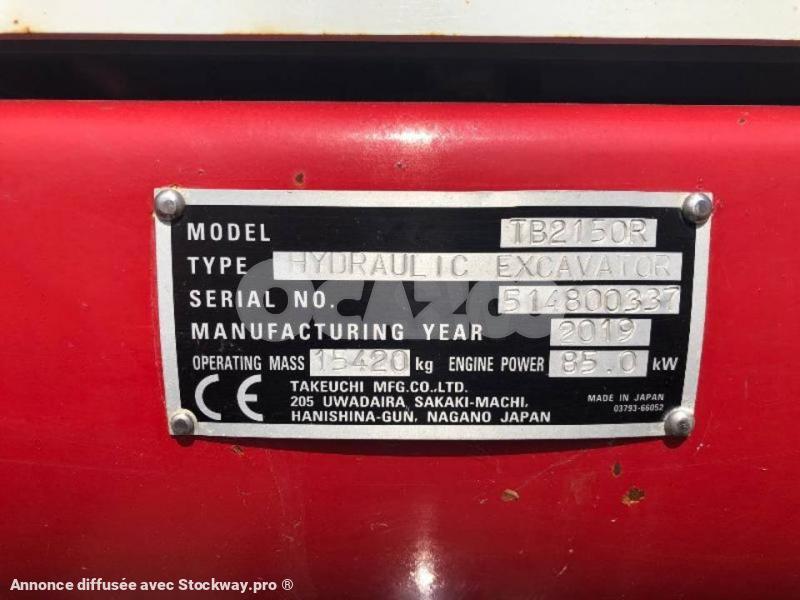 MODEL TB2150R
TYPE HYDRAULIC EXCAVATOR
SERIAL NO. 514800337
MANUFACTURING YEAR 2019
OPERATING MASS 15420 kg ENGINE POWER 85.0 kW
CE
TAKEUCHI MFG.CO.,LTD.
205 UWADAIRA, SAKAKI-MACHI,
HANISHINA-GUN, NAGANO JAPAN
MADE IN JAPAN
03793-66052
OCAZOO
Annonce diffusée avec Stockway.pro ®